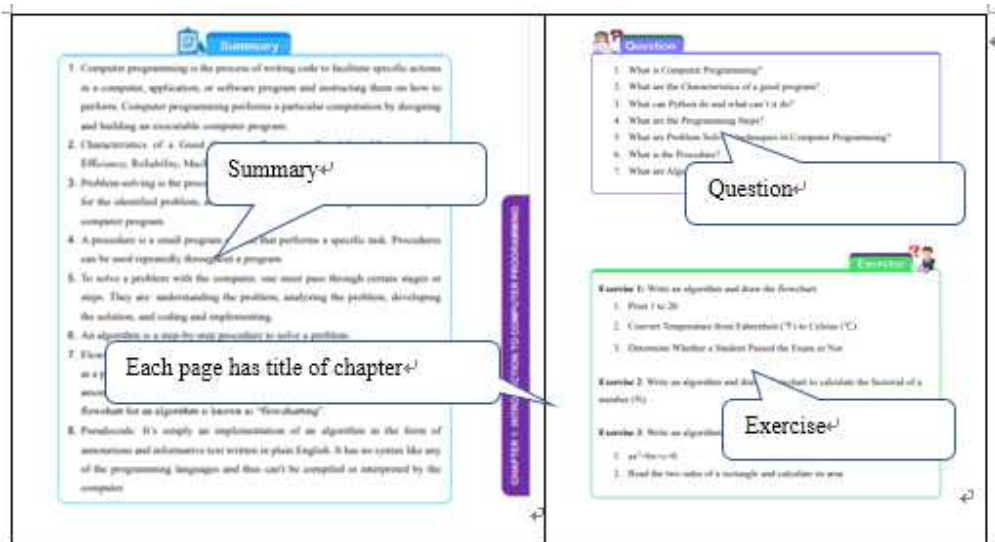 Summary
1. Computer programming is the process of writing code to facilitate specific actions
in a computer, application, or software program and instructing them on how to
perform. Computer programming performs a particular computation by designing
and building an executable computer program.
2. Characteristics of a Good
Efficiency, Reliability,
3. Problem-solving is the
for the identified problem,
computer program.
4. A procedure is a small program that performs a specific task. Procedures
can be used repeatedly throughout a program.
5. To solve a problem with the computer, one must pass through certain stages or
steps. They are: understanding the problem, analyzing the problem, developing
the solution, and coding and implementing.
6. An algorithm is a step-by-step procedure to solve a problem.
7.
as a
flowchart for an algorithm is known as "flowcharting".
8. Pseudocode: It's simply an implementation of an algorithm in the form of
annotations and informative text written in plain English. It has no syntax like any
of the programming languages and thus can't be compiled or interpreted by the
computer.
Summary
Each page has title of chapter
CHAPTER 1: INTRODUCTION TO COMPUTER PROGRAMMING
Question
1. What is Computer Programming?
2. What are the Characteristics of a good program?
3. What can Python do and what can't it do?
4. What are the Programming Steps?
5. What are Problem Solving Techniques in Computer Programming?
6. What is the Procedure?
7. What are
Question
Exercise
Exercise 1: Write an algorithm and draw the flowchart
1. Print 1 to 20
2. Convert Temperature from Fahrenheit (°F) to Celsius (°C)
3. Determine Whether a Student Passed the Exam or Not
Exercise 2: Write an algorithm and draw flowchart to calculate the factorial of a
number (N).
Exercise 3: Write an algorithm
1.
2. Read the two sides of a rectangle and calculate its area
Exercise